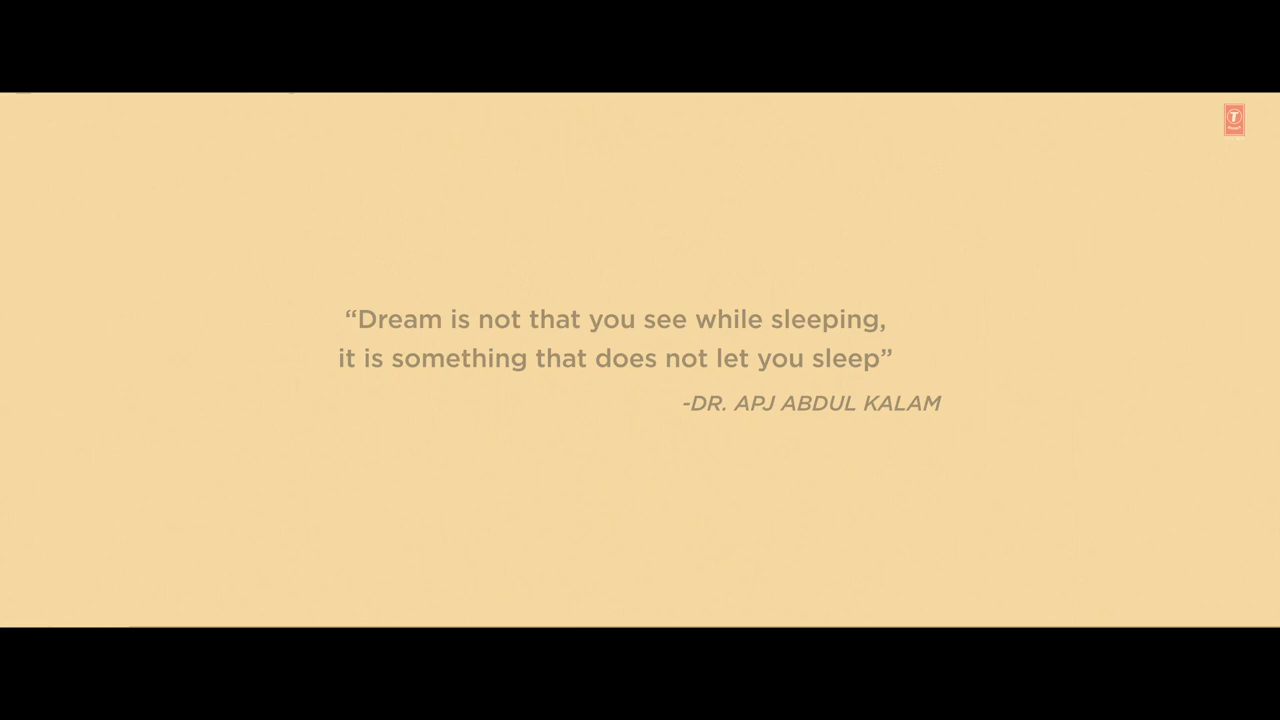 “Dream is not that you see while sleeping,
it is something that does not let you sleep”
-DR. APJ ABDUL KALAM